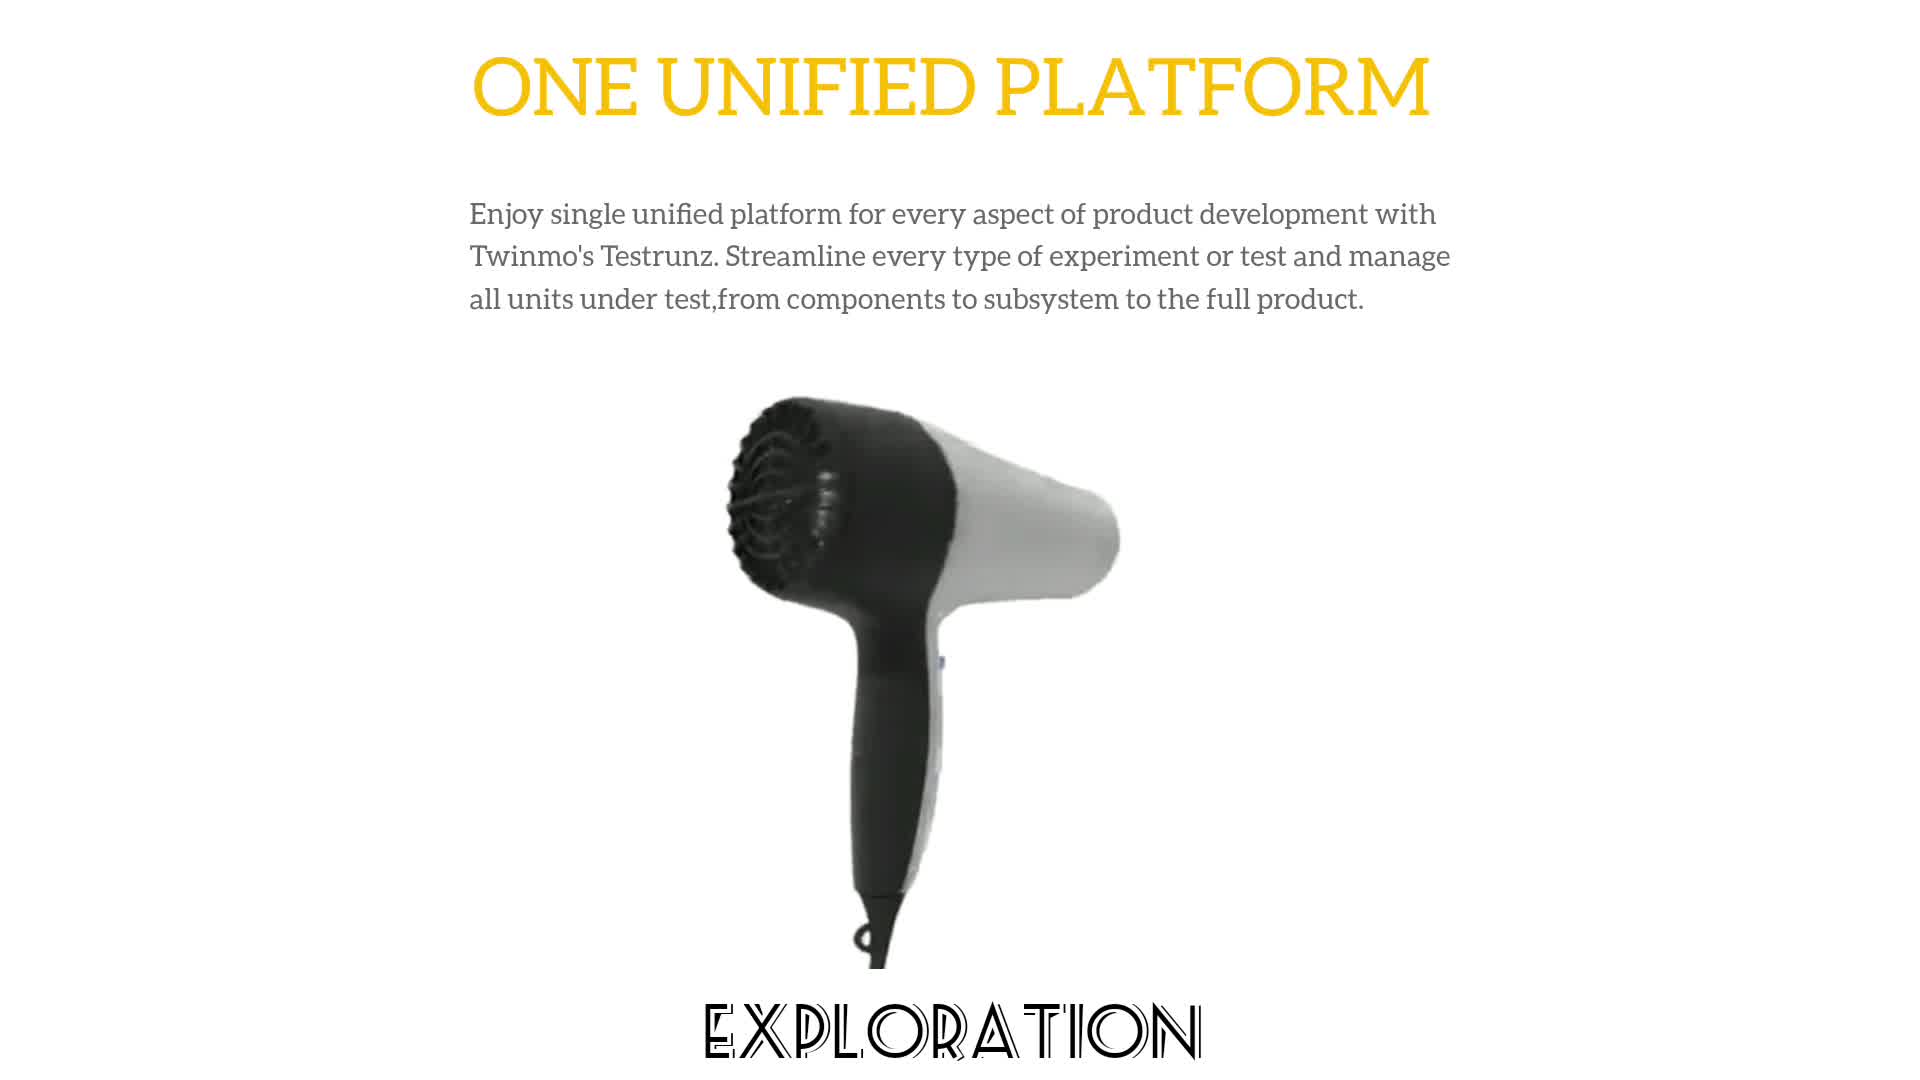 ONE UNIFIED PLATFORM
Enjoy single unified platform for every aspect of product development with
Twinmo's Testrunz. Streamline every type of experiment or test and manage
all units under test,from components to subsystem to the full product.
EXPLORATION